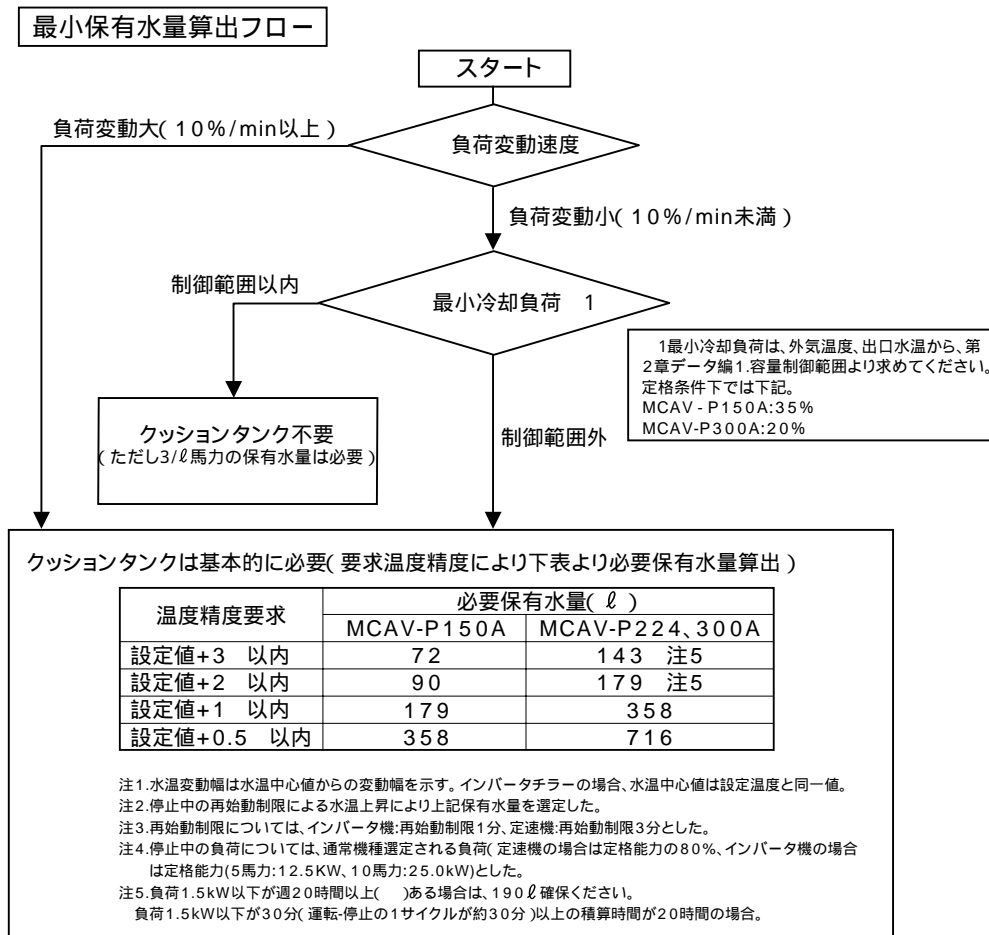 最小保有水量算出フロー
スタート
負荷変動大(10%/min以上)
負荷変動速度
負荷変動小(10%/min未満)
制御範囲以内
最小冷却負荷 1
1最小冷却負荷は、外気温度、出口水温から、第
2章データ編1.容量制御範囲より求めてください。
定格条件下では下記。
MCAV-P150A:35%
MCAV-P300A:20%
クッションタンク不要
(ただし3/ℓ馬力の保有水量は必要)
制御範囲外
クッションタンクは基本的に必要(要求温度精度により下表より必要保有水量算出)
温度精度要求 必要保有水量(ℓ)
MCAV-P150A MCAV-P224、300A
設定値+3 以内 72 143 注5
設定値+2 以内 90 179 注5
設定値+1 以内 179 358
設定値+0.5 以内 358 716
注1.水温変動幅は水温中心値からの変動幅を示す。インバータチラーの場合、水温中心値は設定温度と同一値。
注2.停止中の再始動制限による水温上昇により上記保有水量を選定した。
注3.再始動制限については、インバータ機:再始動制限1分、定速機:再始動制限3分とした。
注4.停止中の負荷については、通常機種選定される負荷(定速機の場合は定格能力の80%、インバータ機の場合
は定格能力(5馬力:12.5KW、10馬力:25.0kW)とした。
注5.負荷1.5kW以下が週20時間以上( )ある場合は、190ℓ確保ください。
負荷1.5kW以下が30分(運転-停止の1サイクルが約30分)以上の積算時間が20時間の場合。